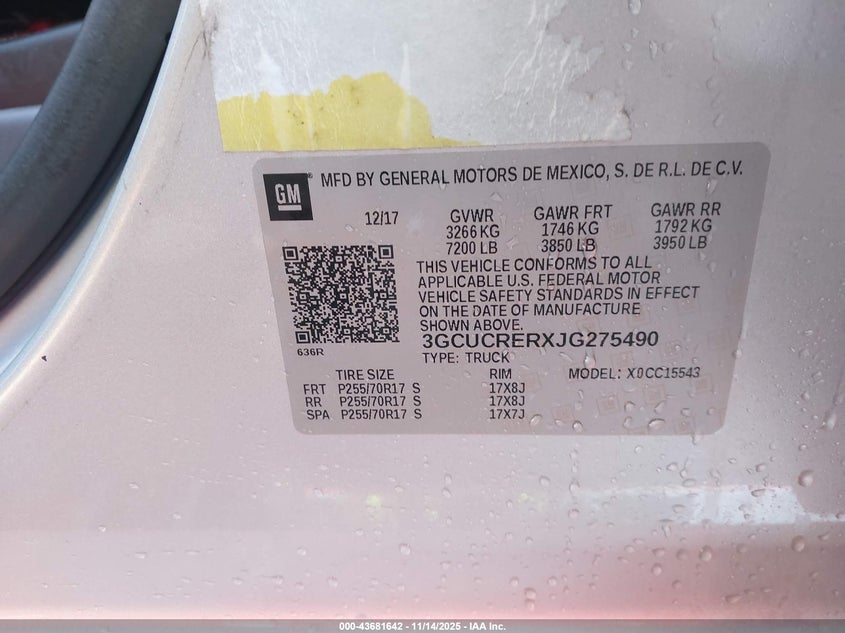 GM ® MFD BY GENERAL MOTORS DE MEXICO, S. DE R.L. DE C.V.
12/17 GVWR GAWR FRT GAWR RR
3266 KG 1746 KG 1792 KG
7200 LB 3850 LB 3950 LB
THIS VEHICLE CONFORMS TO ALL
APPLICABLE U.S. FEDERAL MOTOR
VEHICLE SAFETY STANDARDS IN EFFECT
ON THE DATE OF MANUFACTURE
SHOWN ABOVE.
3GCUCRERXJG275490
636R
TYPE: TRUCK
TIRE SIZE RIM MODEL: X0CC15543
FRT P255/70R17 S 17X8J
RR P255/70R17 S 17X8J
SPA P255/70R17 S 17X7J
000-43681642 - 11/14/2025 - IAA Inc.